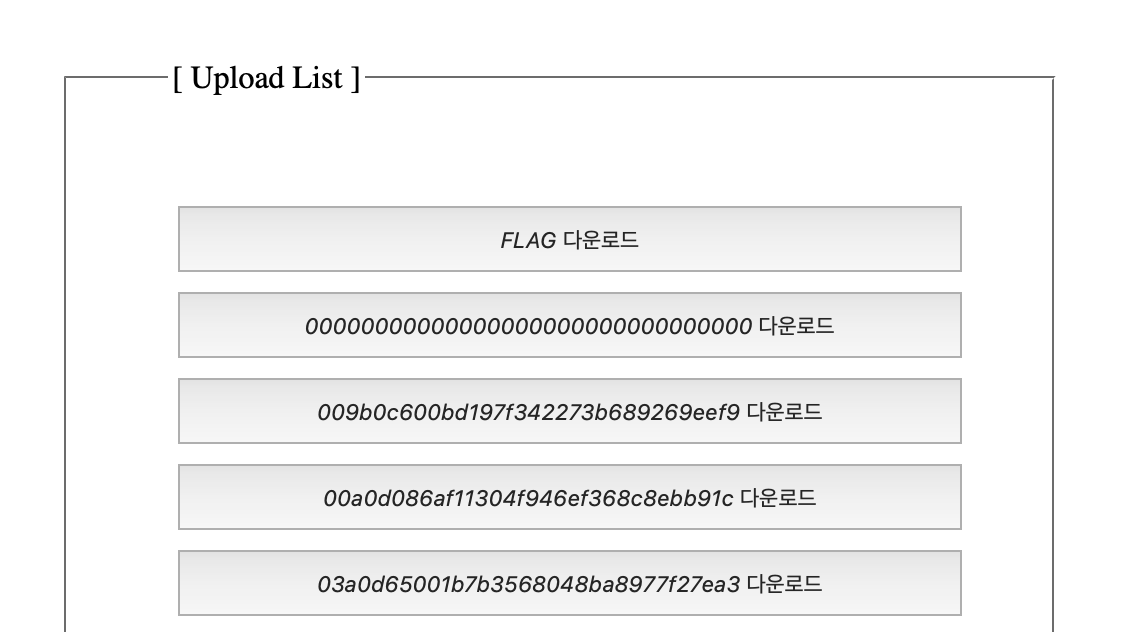 [ Upload List ]
FLAG 다운로드
00000000000000000000000000000000 다운로드
009b0c600bd197f342273b689269eef9 다운로드
00a0d086af11304f946ef368c8ebb91c 다운로드
03a0d65001b7b3568048ba8977f27ea3 다운로드